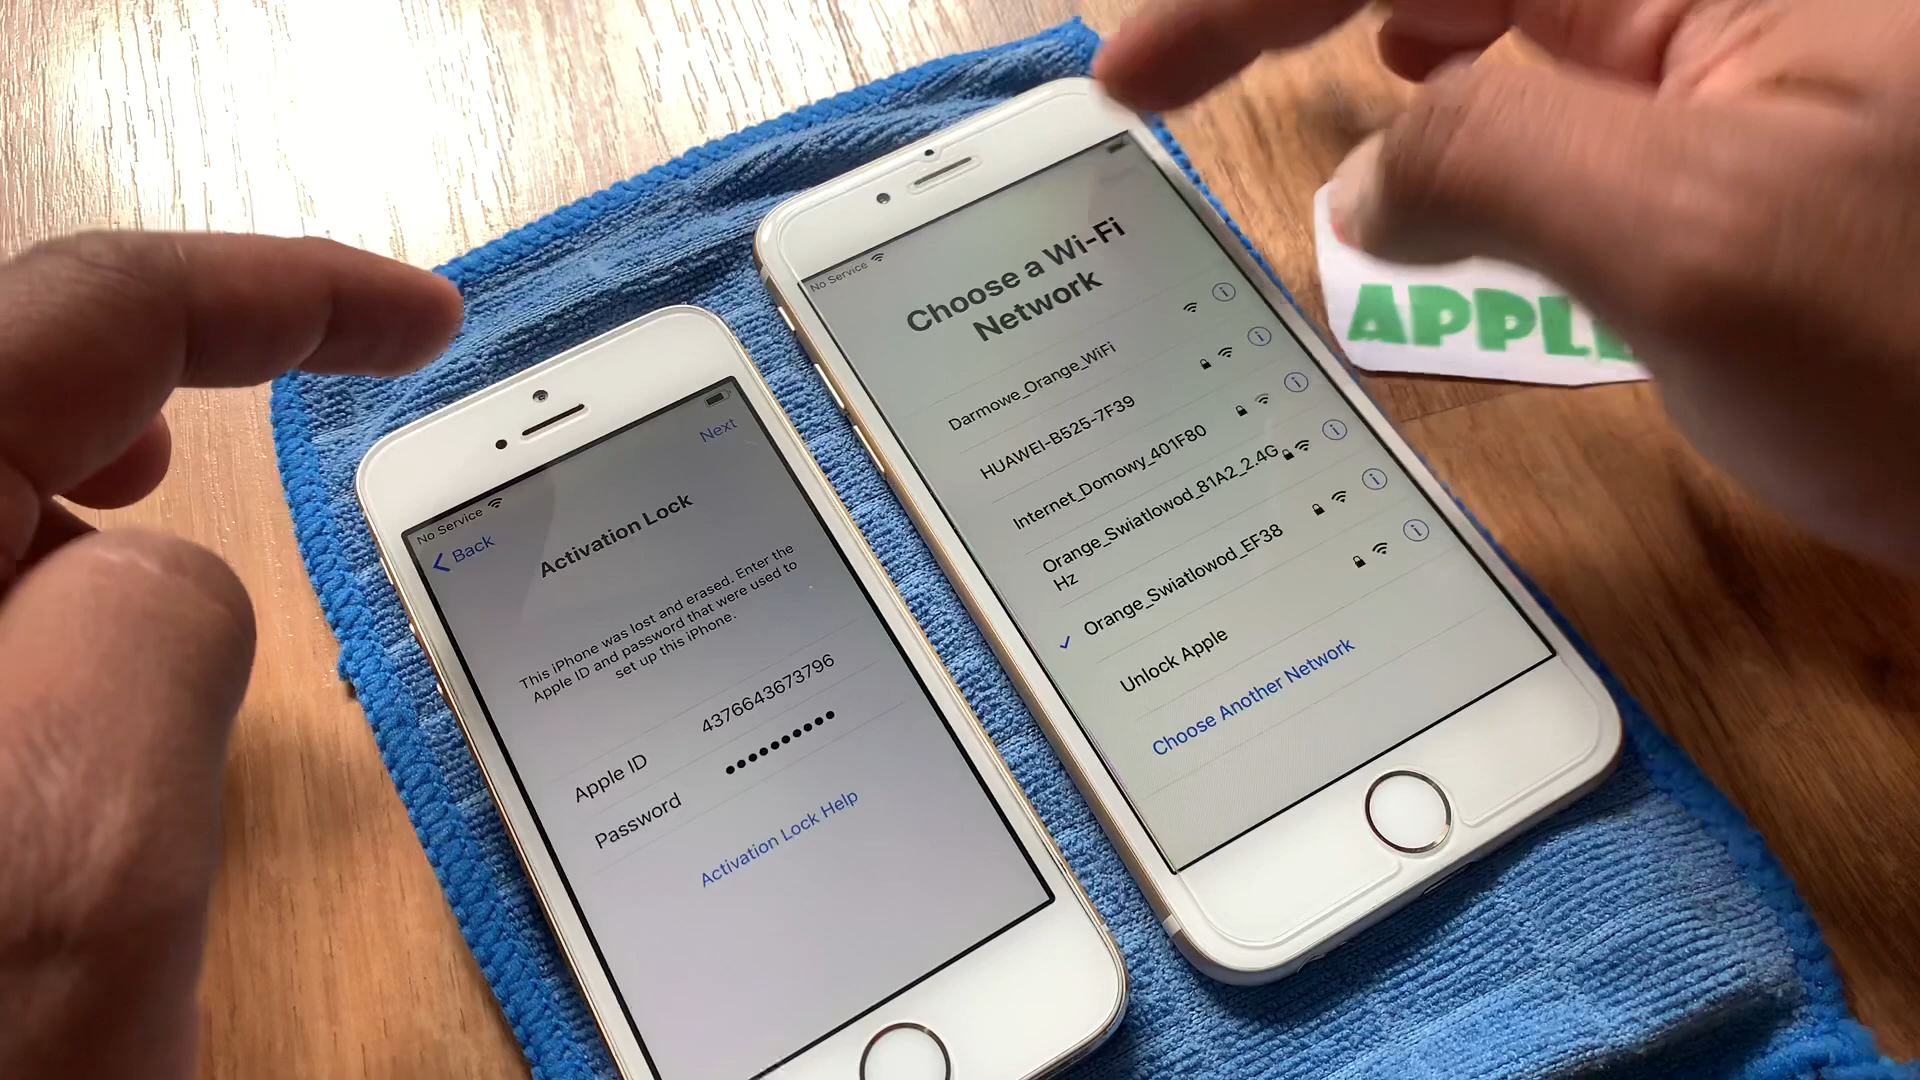 No Service
Back
Next
Activation Lock
This iPhone was lost and erased. Enter the
Apple ID and password that were used to
set up this iPhone.
Apple ID 4376643673796
Password ●●●●●●●●●●
Activation Lock Help
No Service
Choose a Wi-Fi
Network
Darmowe_Orange_WiFi
HUAWEI-B525-7F39
Internet_Domowy_401F80
Orange_Swiatlowod_81A2_2.4G
Hz
Orange_Swiatlowod_EF38
Unlock Apple
Choose Another Network
APPLE